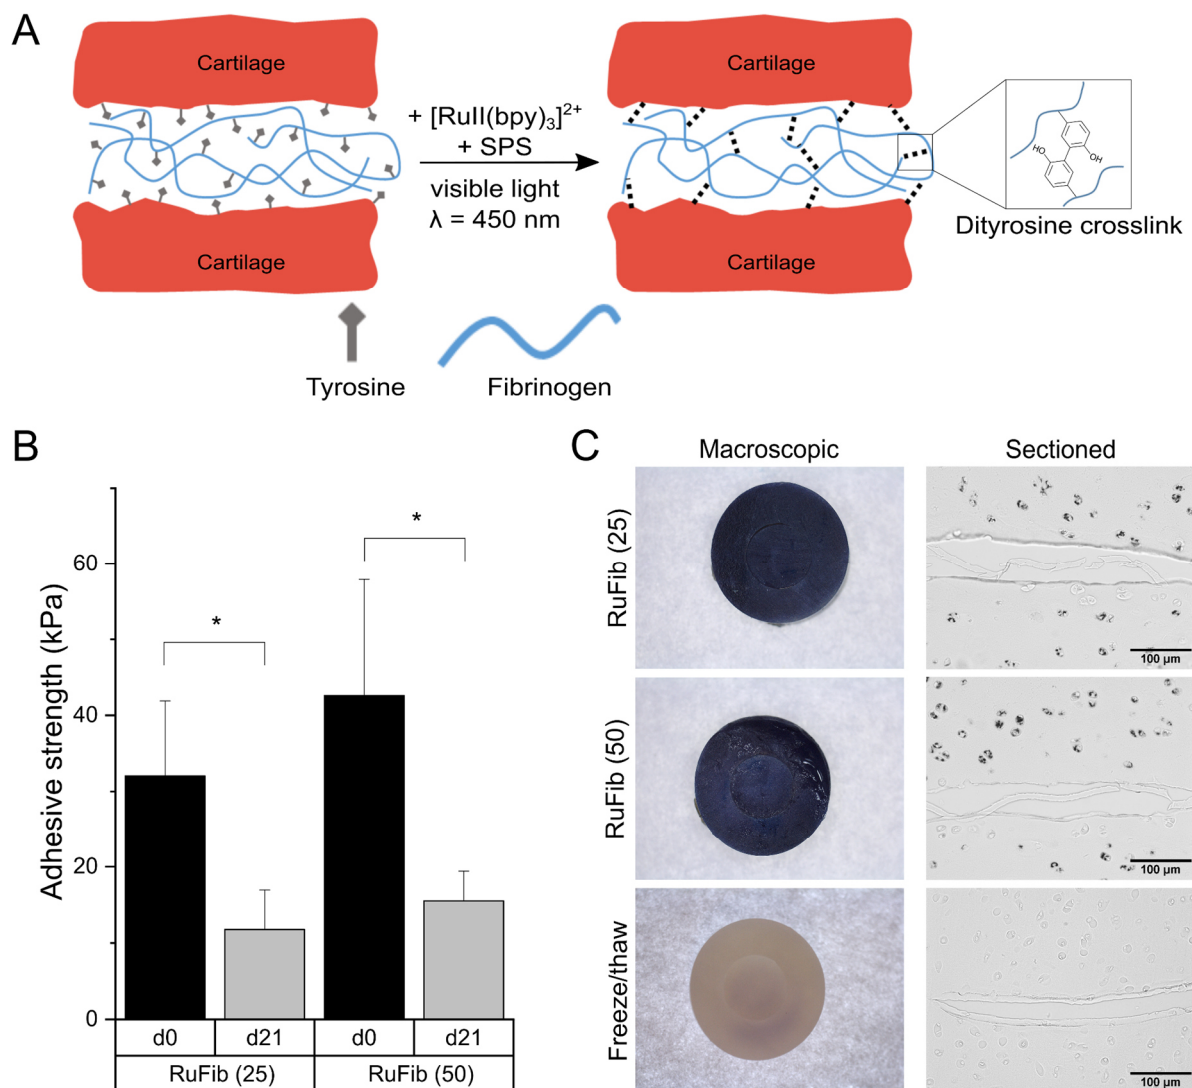 A
Cartilage
Cartilage
+ [RuII(bpy)₃]²⁺
+ SPS
visible light
λ = 450 nm
Cartilage
Cartilage
HO
OH
Dityrosine crosslink
Tyrosine
Fibrinogen
B
Adhesive strength (kPa)
60
40
20
0
*
*
d0
d21
d0
d21
RuFib (25)
RuFib (50)
C
Macroscopic
Sectioned
RuFib (25)
100 µm
RuFib (50)
100 µm
Freeze/thaw
100 µm